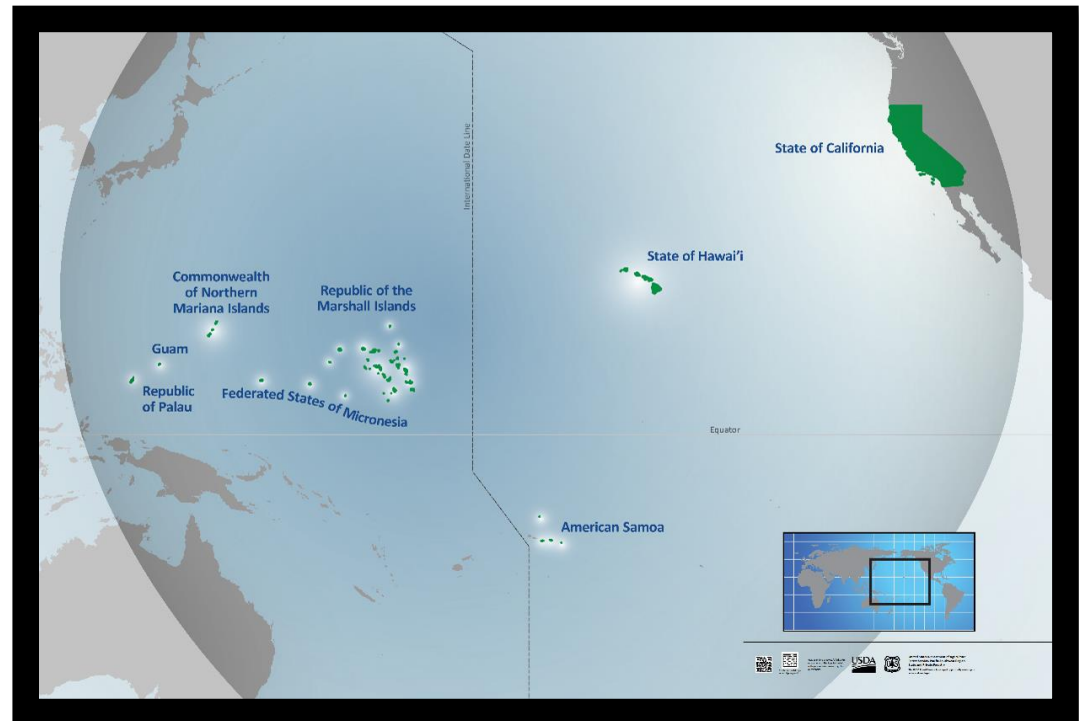 International Date Line
State of California
State of Hawai‘i
Commonwealth
of Northern
Mariana Islands
Republic of the
Marshall Islands
Guam
Republic
of Palau
Federated States of Micronesia
Equator
American Samoa
USDA